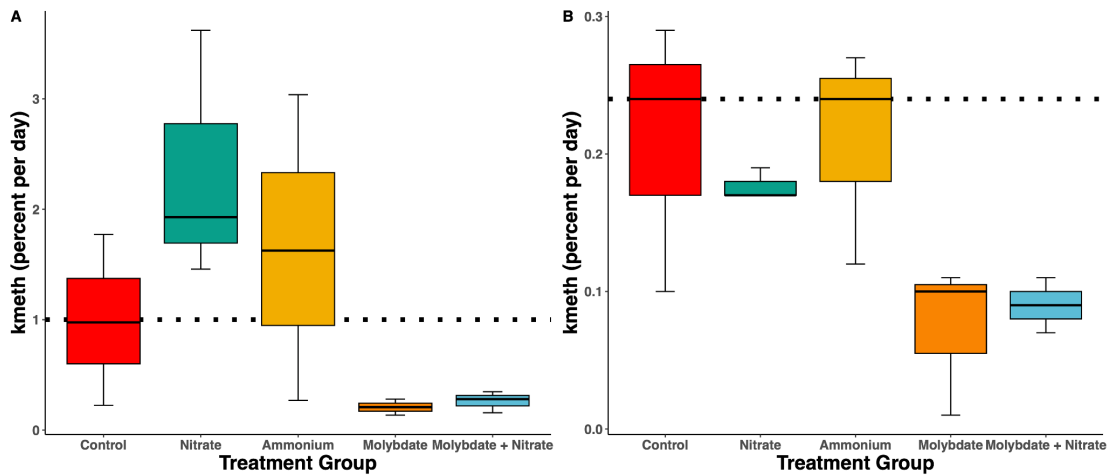 A
kmeth (percent per day)
3
2
1
0
Control Nitrate Ammonium Molybdate Molybdate + Nitrate
Treatment Group
B
kmeth (percent per day)
0.3
0.2
0.1
0.0
Control Nitrate Ammonium Molybdate Molybdate + Nitrate
Treatment Group